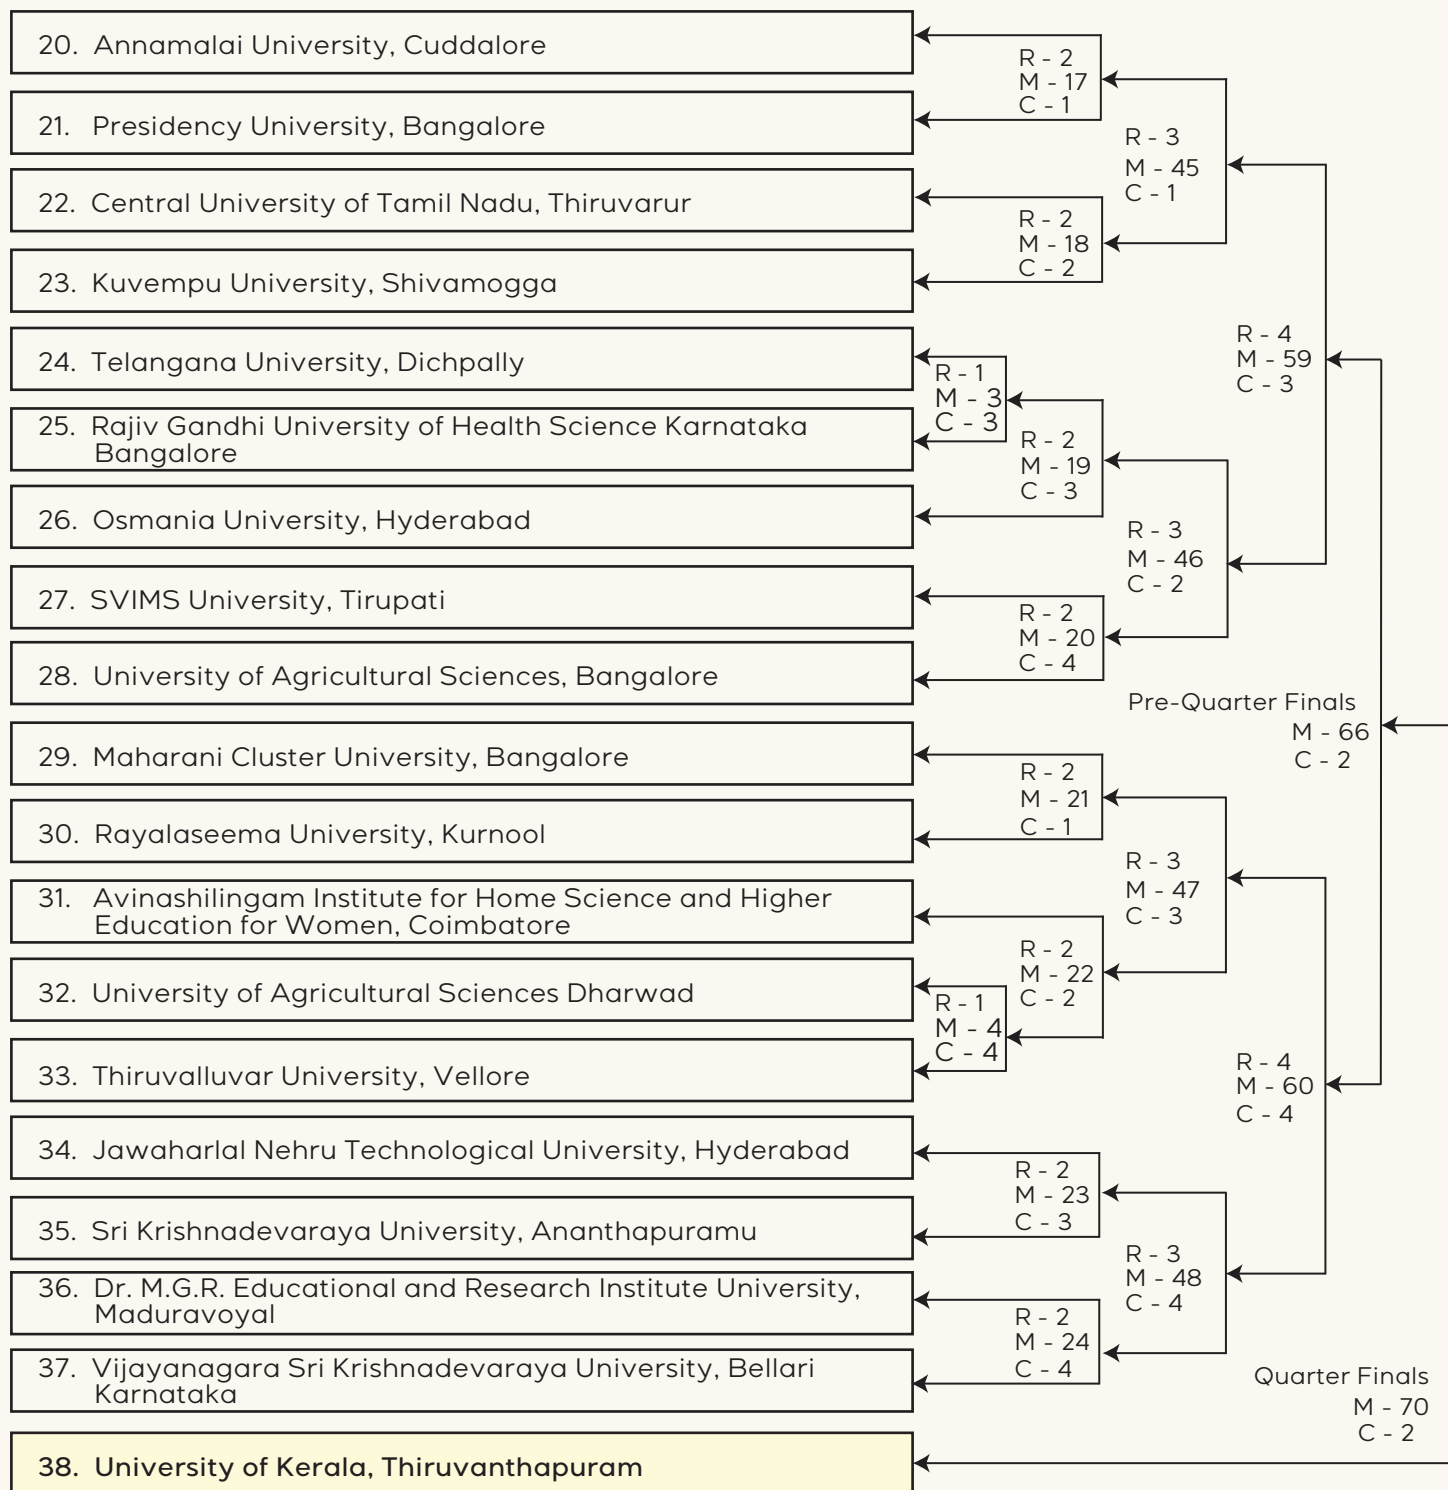 20. Annamalai University, Cuddalore
R - 2
M - 17
C - 1
21. Presidency University, Bangalore
R - 3
M - 45
C - 1
22. Central University of Tamil Nadu, Thiruvarur
R - 2
M - 18
C - 2
23. Kuvempu University, Shivamogga
R - 4
M - 59
C - 3
24. Telangana University, Dichpally
R - 1
M - 3
C - 3
25. Rajiv Gandhi University of Health Science Karnataka
Bangalore
R - 2
M - 19
C - 3
26. Osmania University, Hyderabad
R - 3
M - 46
C - 2
27. SVIMS University, Tirupati
R - 2
M - 20
C - 4
28. University of Agricultural Sciences, Bangalore
Pre-Quarter Finals
M - 66
C - 2
29. Maharani Cluster University, Bangalore
R - 2
M - 21
C - 1
30. Rayalaseema University, Kurnool
R - 3
M - 47
C - 3
31. Avinashilingam Institute for Home Science and Higher
Education for Women, Coimbatore
R - 2
M - 22
C - 2
32. University of Agricultural Sciences Dharwad
R - 1
M - 4
C - 4
33. Thiruvalluvar University, Vellore
R - 4
M - 60
C - 4
34. Jawaharlal Nehru Technological University, Hyderabad
R - 2
M - 23
C - 3
35. Sri Krishnadevaraya University, Ananthapuramu
R - 3
M - 48
C - 4
36. Dr. M.G.R. Educational and Research Institute University,
Maduravoyal
R - 2
M - 24
C - 4
37. Vijayanagara Sri Krishnadevaraya University, Bellari
Karnataka
Quarter Finals
M - 70
C - 2
38. University of Kerala, Thiruvanthapuram